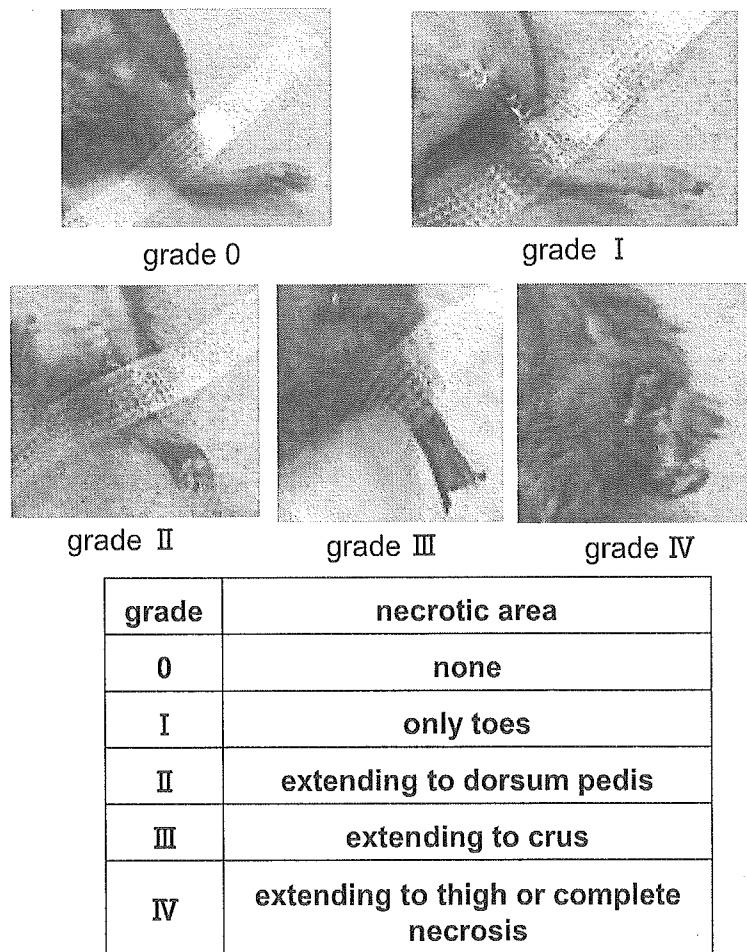 grade 0
grade Ⅰ
grade Ⅱ
grade Ⅲ
grade Ⅳ
grade necrotic area
0 none
Ⅰ only toes
Ⅱ extending to dorsum pedis
Ⅲ extending to crus
Ⅳ extending to thigh or complete
necrosis